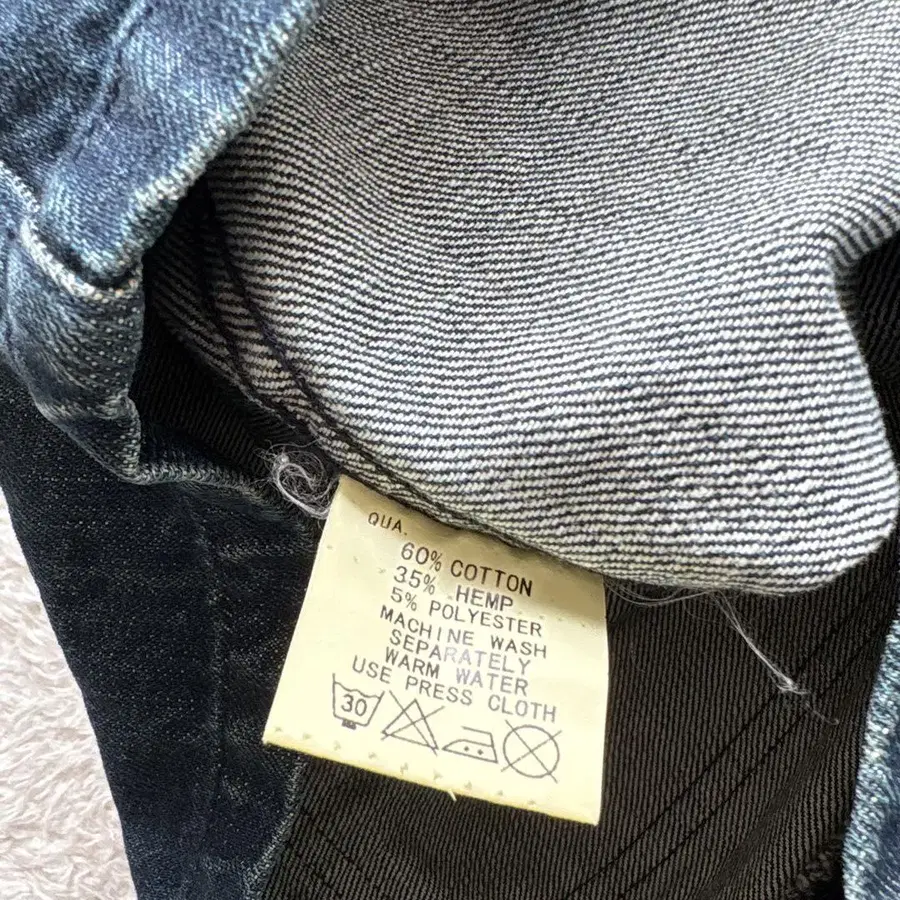 QUA.
60% COTTON
35% HEMP
5% POLYESTER
MACHINE WASH
SEPARATELY
WARM WATER
USE PRESS CLOTH
30